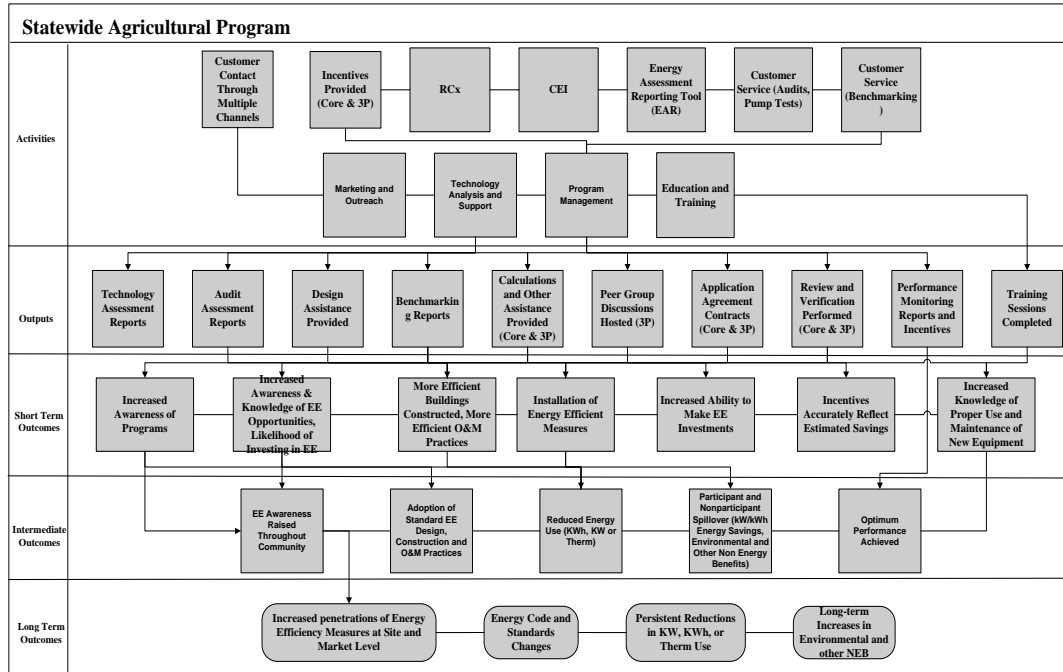 Statewide Agricultural Program
Activities
Customer
Contact
Through
Multiple
Channels
Incentives
Provided
(Core & 3P)
RCx
CEI
Energy
Assessment
Reporting Tool
(EAR)
Customer
Service (Audits,
Pump Tests)
Customer
Service
(Benchmarking
)
Marketing and
Outreach
Technology
Analysis and
Support
Program
Management
Education and
Training
Outputs
Technology
Assessment
Reports
Audit
Assessment
Reports
Design
Assistance
Provided
Benchmarkin
g Reports
Calculations
and Other
Assistance
Provided (Core
& 3P)
Peer Group
Discussions
Hosted (3P)
Application
Agreement
Contracts
(Core & 3P)
Review and
Verification
Performed
(Core & 3P)
Performance
Monitoring
Reports and
Incentives
Training
Sessions
Completed
Short Term
Outcomes
Increased
Awareness of
Programs
Increased
Awareness &
Knowledge of EE
Opportunities,
Likelihood of
Investing in EE
More Efficient
Buildings
Constructed, More
Efficient O&M
Practices
Installation of
Energy Efficient
Measures
Increased Ability to
Make EE
Investments
Incentives
Accurately Reflect
Estimated Savings
Increased
Knowledge of
Proper Use and
Maintenance of
New Equipment
Intermediate
Outcomes
EE Awareness
Raised
Throughout
Community
Adoption of
Standard EE
Design,
Construction and
O&M Practices
Reduced Energy
Use (KWh, KW or
Therm)
Participant and
Nonparticipant
Spillover (kW/kWh
Energy Savings,
Environmental and
Other Non Energy
Benefits)
Optimum
Performance
Achieved
Long Term
Outcomes
Increased penetrations of Energy
Efficiency Measures at Site and
Market Level
Energy Code and
Standards
Changes
Persistent Reductions
in KW, KWh, or
Therm Use
Long-term
Increases in
Environmental and
other NEB